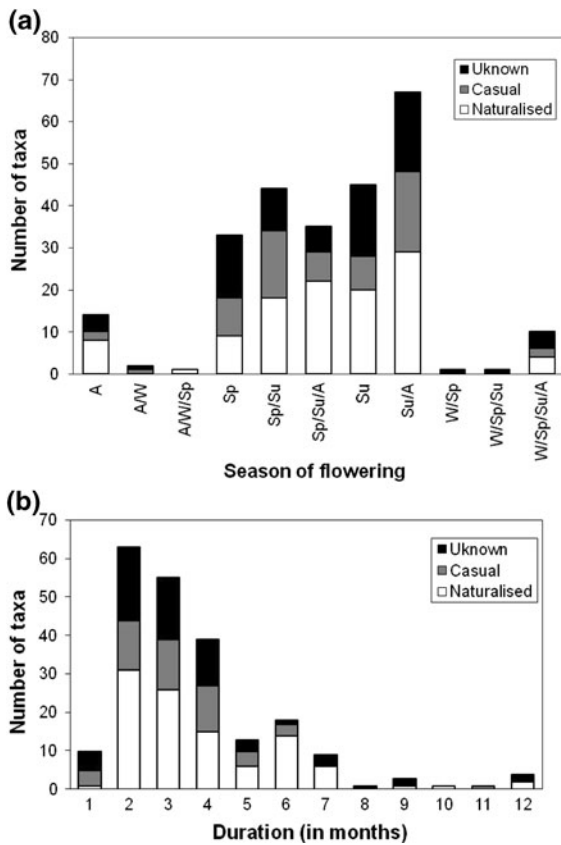 (a)
80
70
60
50
40
30
20
10
0
Number of taxa
Uknown
Casual
Naturalised
A
A/W
A/W/Sp
Sp
Sp/Su
Sp/Su/A
Su
Su/A
W/Sp
W/Sp/Su
W/Sp/Su/A
Season of flowering
(b)
70
60
50
40
30
20
10
0
Number of taxa
Uknown
Casual
Naturalised
1 2 3 4 5 6 7 8 9 10 11 12
Duration (in months)